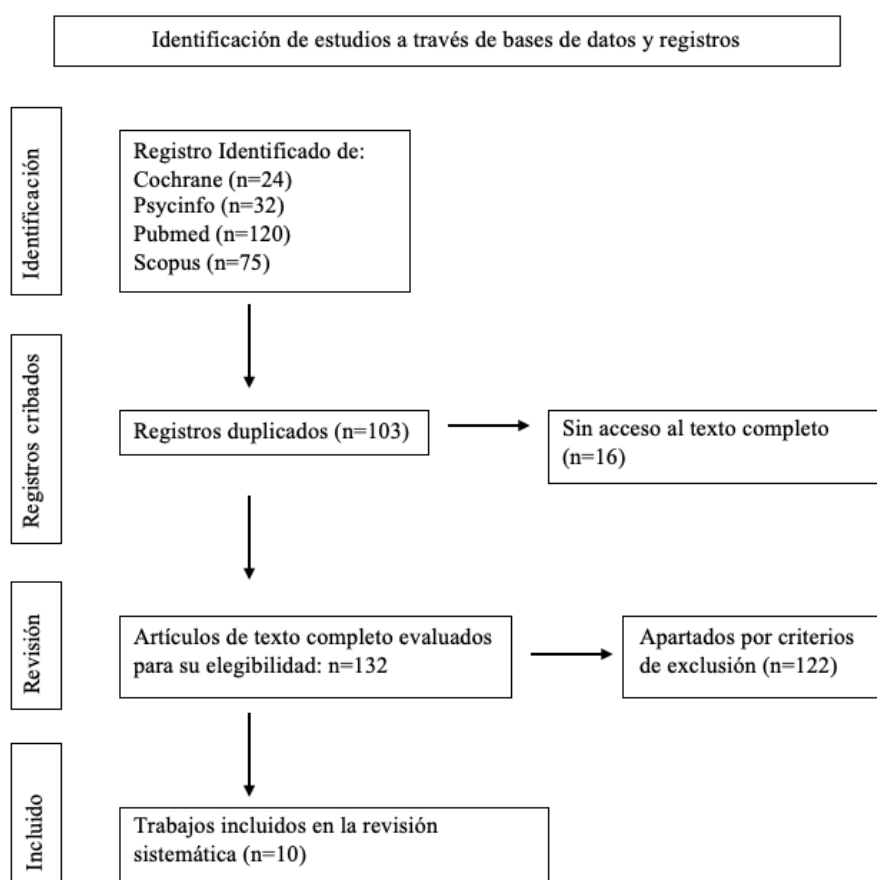 Identificación de estudios a través de bases de datos y registros
Identificación
Registro Identificado de:
Cochrane (n=24)
Psycinfo (n=32)
Pubmed (n=120)
Scopus (n=75)
Registros cribados
Registros duplicados (n=103)
Sin acceso al texto completo
(n=16)
Revisión
Artículos de texto completo evaluados
para su elegibilidad: n=132
Apartados por criterios
de exclusión (n=122)
Incluido
Trabajos incluidos en la revisión
sistemática (n=10)